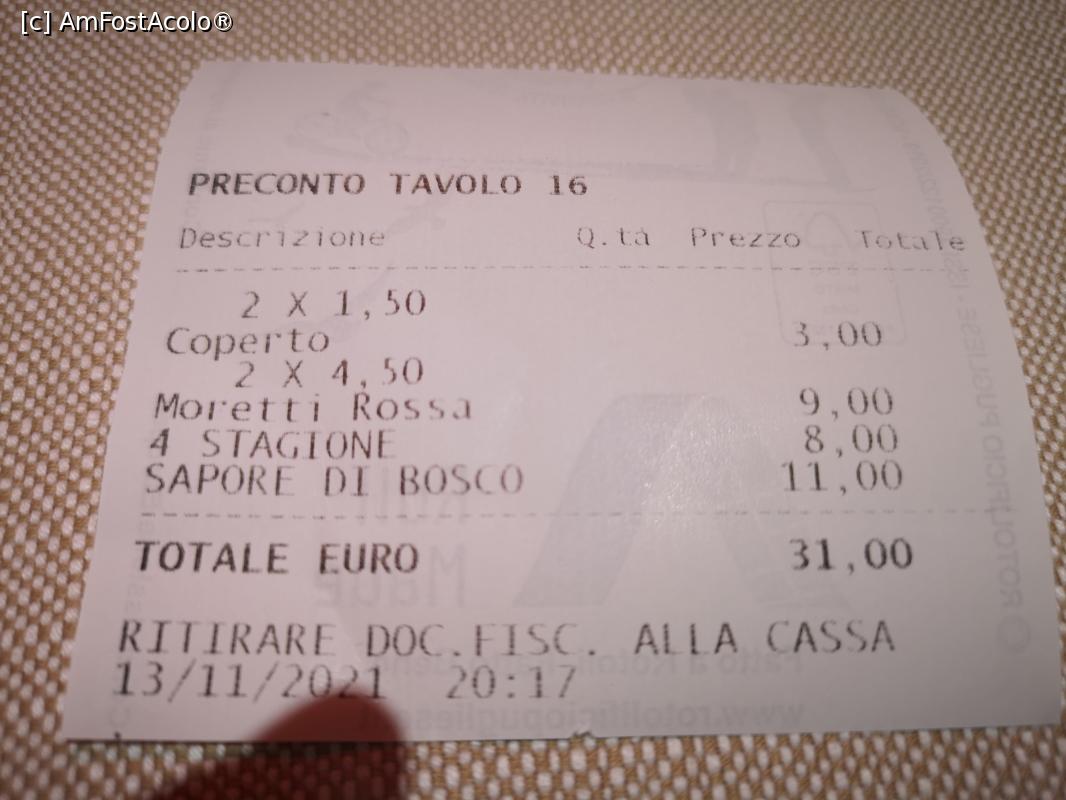 [c] AmFostAcolo®
PRECONTO TAVOLO 16
Descrizione Q.tà Prezzo Totale
2 X 1,50
Coperto 3,00
2 X 4,50
Moretti Rossa 9,00
4 STAGIONE 8,00
SAPORE DI BOSCO 11,00
TOTALE EURO 31,00
RITIRARE DOC.FISC. ALLA CASSA
13/11/2021 20:17